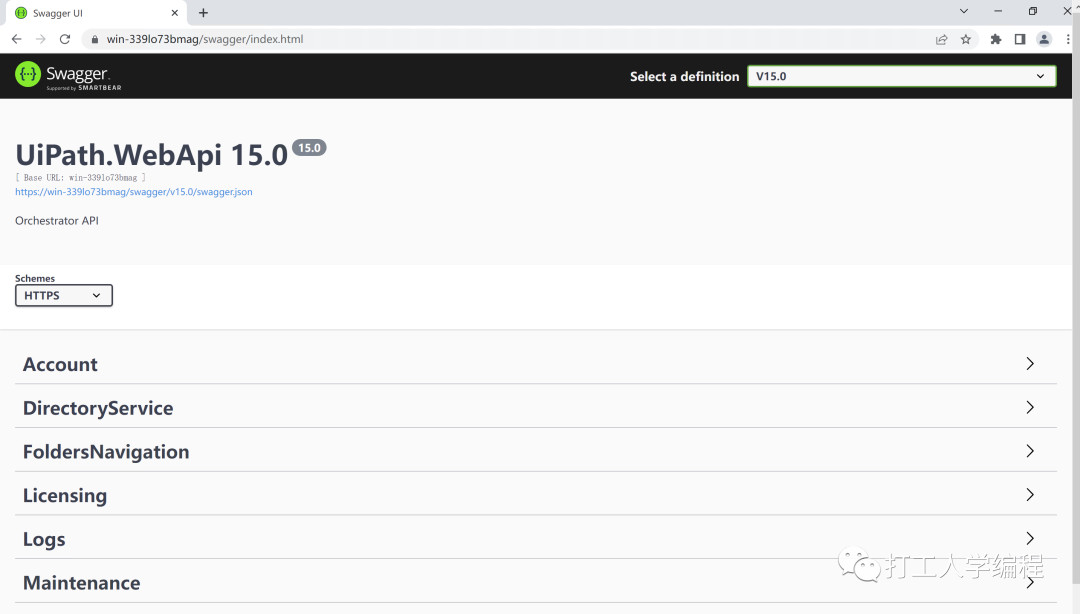 Swagger UI
win-339lo73bmag/swagger/index.html
Swagger.
Supported by SMARTBEAR
Select a definition
V15.0
UiPath.WebApi 15.0
15.0
[ Base URL: win-339lo73bmag ]
https://win-339lo73bmag/swagger/v15.0/swagger.json
Orchestrator API
Schemes
HTTPS
Account
DirectoryService
FoldersNavigation
Licensing
Logs
Maintenance
打工人学编程